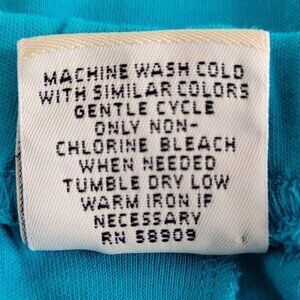 MACHINE WASH COLD
WITH SIMILAR COLORS
GENTLE CYCLE
ONLY NON-
CHLORINE BLEACH
WHEN NEEDED
TUMBLE DRY LOW
WARM IRON IF
NECESSARY
RN 58909